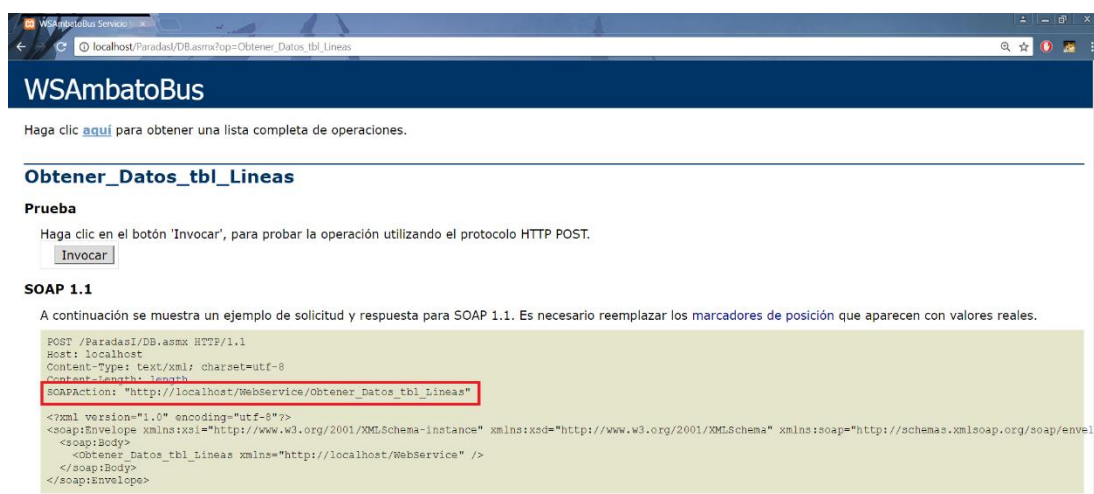 WSAmbatoBus Servicio
localhost/ParadasI/DB.asmx?op=Obtener_Datos_tbl_Lineas
WSAmbatoBus
Haga clic aquí para obtener una lista completa de operaciones.
Obtener_Datos_tbl_Lineas
Prueba
Haga clic en el botón 'Invocar', para probar la operación utilizando el protocolo HTTP POST.
Invocar
SOAP 1.1
A continuación se muestra un ejemplo de solicitud y respuesta para SOAP 1.1. Es necesario reemplazar los marcadores de posición que aparecen con valores reales.
POST /ParadasI/DB.asmx HTTP/1.1
Host: localhost
Content-Type: text/xml; charset=utf-8
Content-Length: length
SOAPAction: "http://localhost/WebService/Obtener_Datos_tbl_Lineas"
<?xml version="1.0" encoding="utf-8"?>
<soap:Envelope xmlns:xsi="http://www.w3.org/2001/XMLSchema-instance" xmlns:xsd="http://www.w3.org/2001/XMLSchema" xmlns:soap="http://schemas.xmlsoap.org/soap/envel
<soap:Body>
<Obtener_Datos_tbl_Lineas xmlns="http://localhost/WebService" />
</soap:Body>
</soap:Envelope>